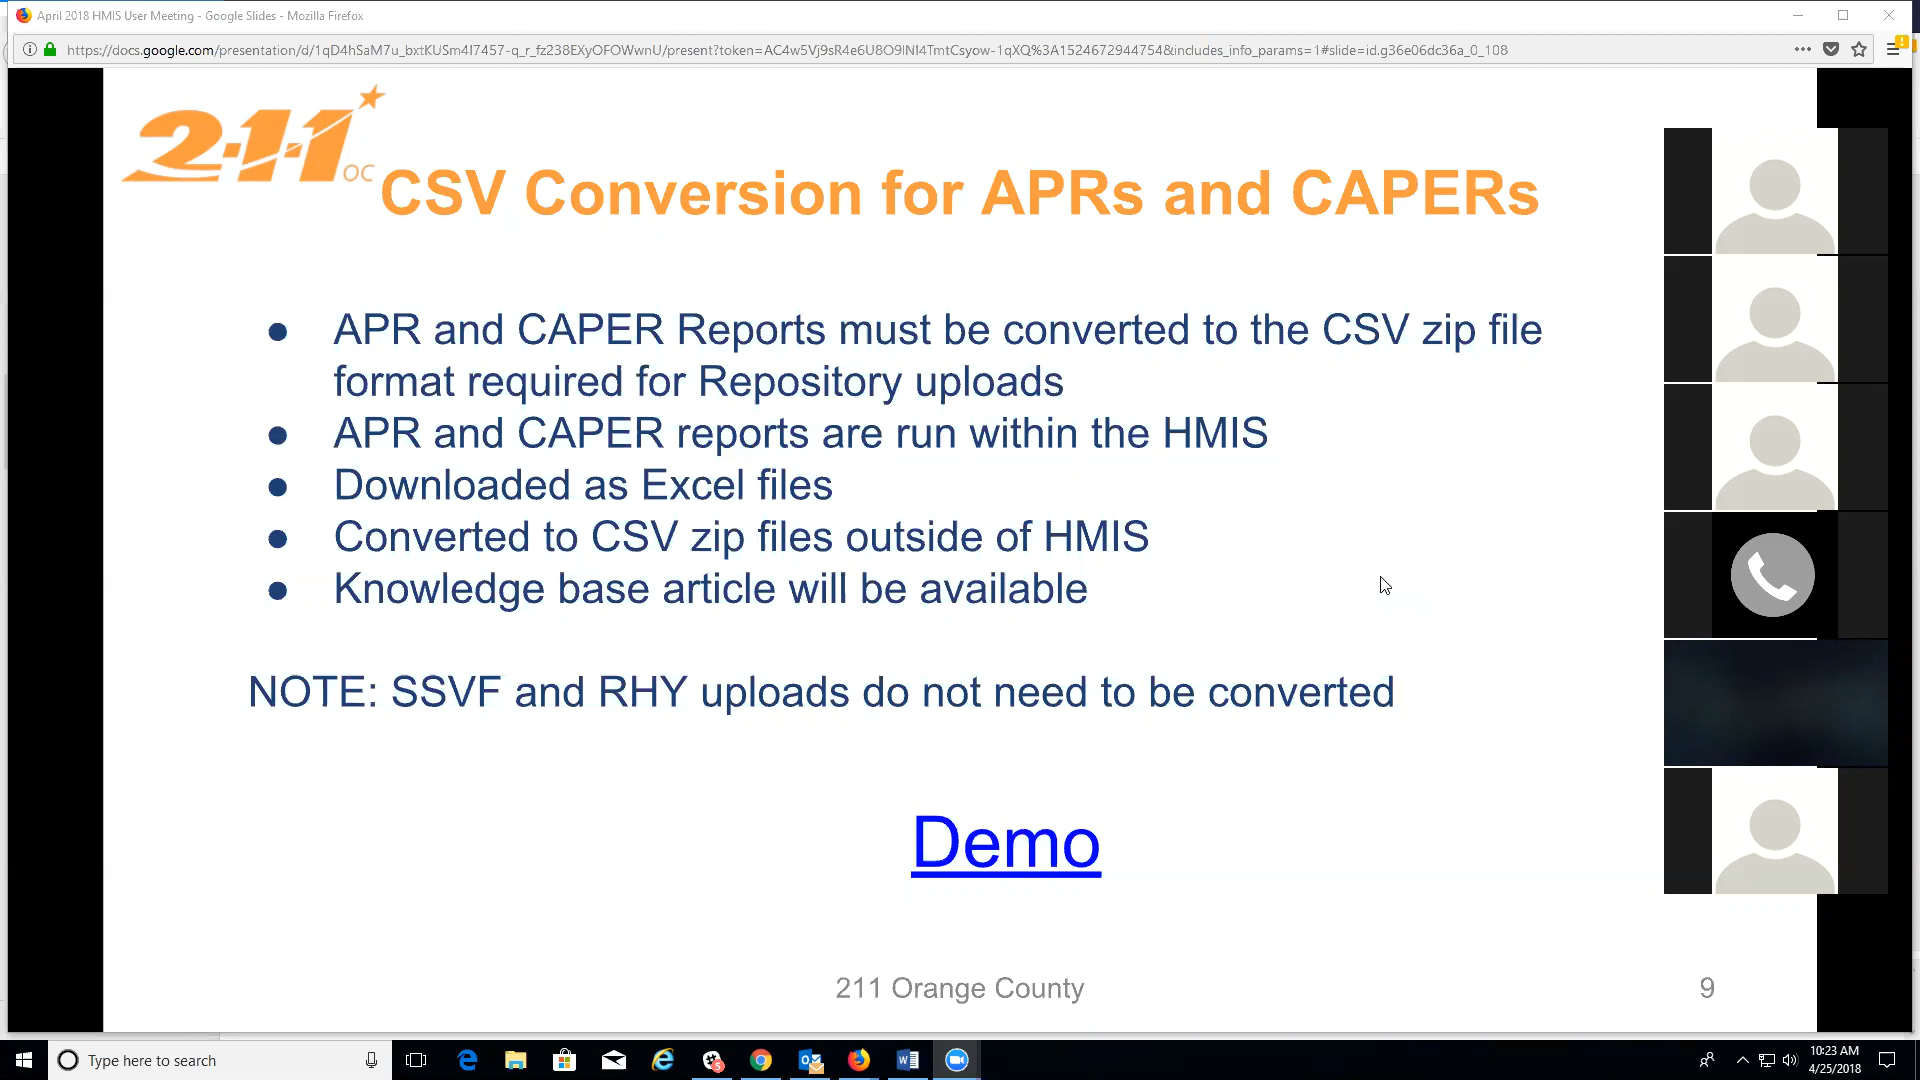 April 2018 HMIS User Meeting - Google Slides - Mozilla Firefox
https://docs.google.com/presentation/d/1qD4hSaM7u_bxtKUSm4I7457-q_r_fz238EXyOFOWwnU/present?token=AC4w5Vj9sR4e6U8O9lNI4TmtCsyow-1qXQ%3A1524672944754&includes_info_params=1#slide=id.g36e06dc36a_0_108
2-1-1 OC
CSV Conversion for APRs and CAPERs
● APR and CAPER Reports must be converted to the CSV zip file
format required for Repository uploads
● APR and CAPER reports are run within the HMIS
● Downloaded as Excel files
● Converted to CSV zip files outside of HMIS
● Knowledge base article will be available
NOTE: SSVF and RHY uploads do not need to be converted
Demo
211 Orange County
9
Type here to search
10:23 AM
4/25/2018